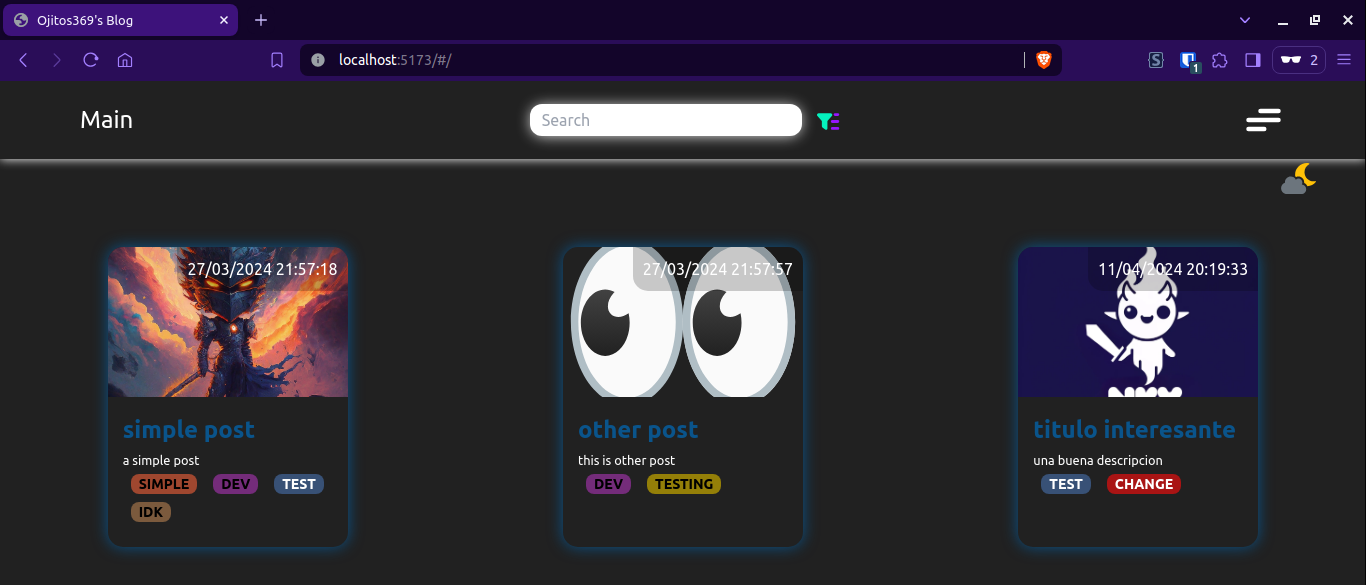 Ojitos369's Blog
localhost:5173/#/
S
1
2
Main
Search
27/03/2024 21:57:18
27/03/2024 21:57:57
11/04/2024 20:19:33
simple post
a simple post
SIMPLE DEV TEST
IDK
other post
this is other post
DEV TESTING
titulo interesante
una buena descripcion
TEST CHANGE